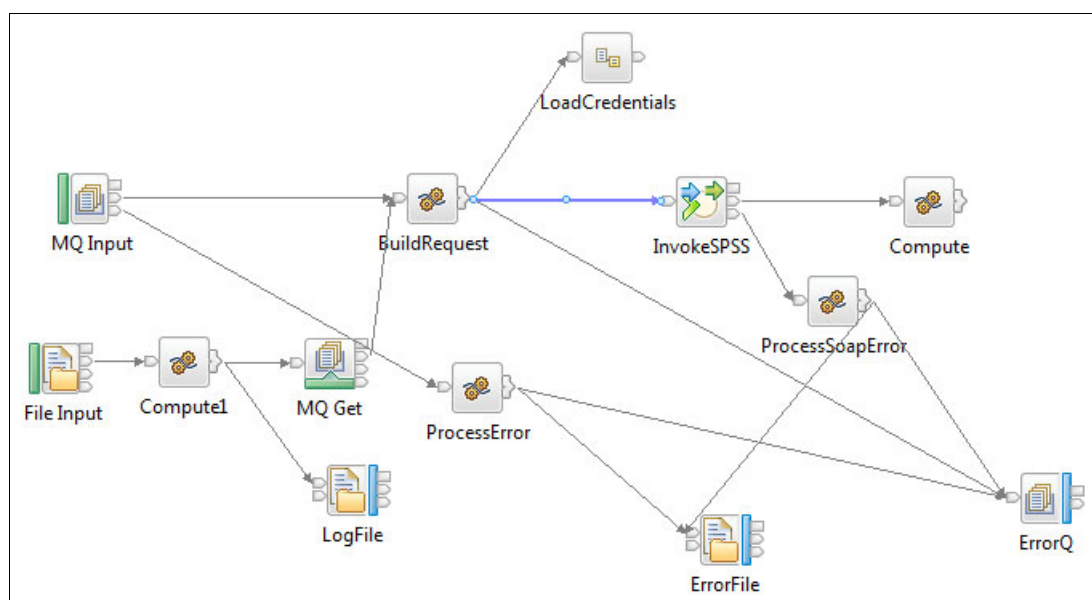 LoadCredentials
MQ Input
BuildRequest
InvokeSPSS
Compute
ProcessSoapError
File Input
Compute1
MQ Get
ProcessError
LogFile
ErrorFile
ErrorQ